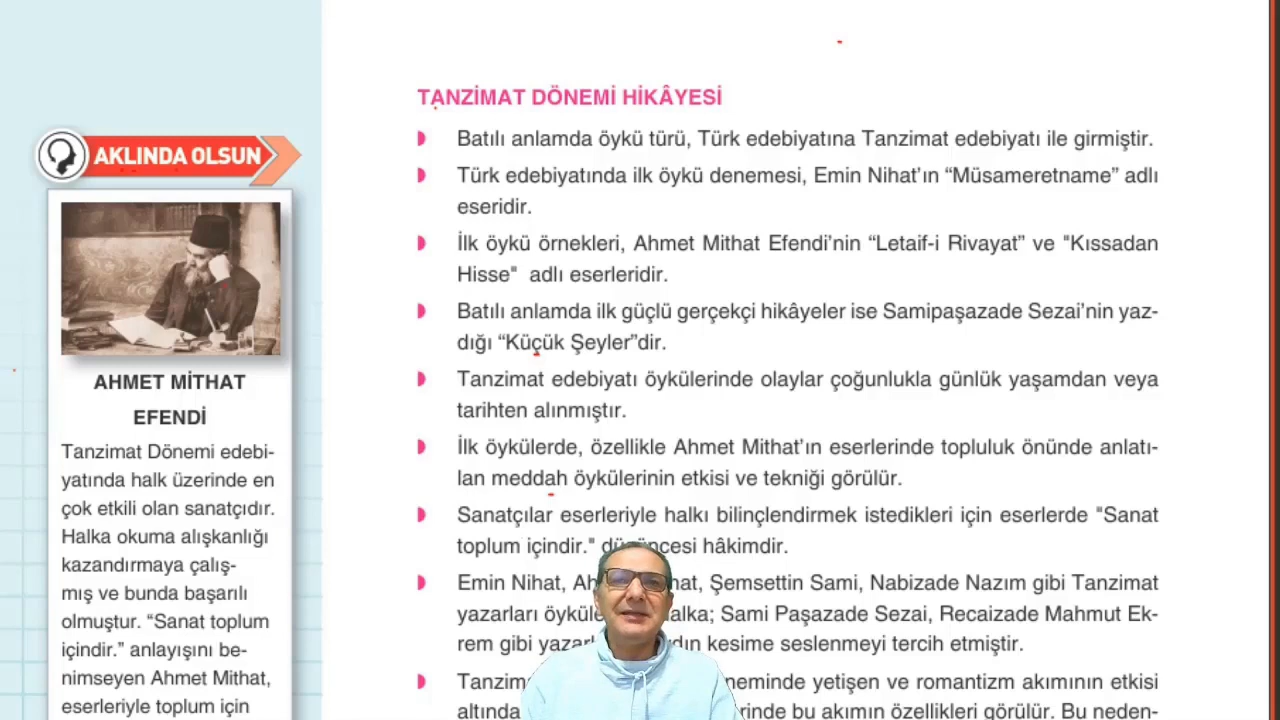 AKLINDA OLSUN
AHMET MİTHAT
EFENDİ
Tanzimat Dönemi edebi-
yatında halk üzerinde en
çok etkili olan sanatçıdır.
Halka okuma alışkanlığı
kazandırmaya çalış-
mış ve bunda başarılı
olmuştur. “Sanat toplum
içindir.” anlayışını be-
nimseyen Ahmet Mithat,
eserleriyle toplum için
TANZİMAT DÖNEMİ HİKÂYESİ
Batılı anlamda öykü türü, Türk edebiyatına Tanzimat edebiyatı ile girmiştir.
Türk edebiyatında ilk öykü denemesi, Emin Nihat’ın “Müsameretname” adlı
eseridir.
İlk öykü örnekleri, Ahmet Mithat Efendi’nin “Letaif-i Rivayat” ve "Kıssadan
Hisse" adlı eserleridir.
Batılı anlamda ilk güçlü gerçekçi hikâyeler ise Samipaşazade Sezai’nin yaz-
dığı “Küçük Şeyler”dir.
Tanzimat edebiyatı öykülerinde olaylar çoğunlukla günlük yaşamdan veya
tarihten alınmıştır.
İlk öykülerde, özellikle Ahmet Mithat’ın eserlerinde topluluk önünde anlatı-
lan meddah öykülerinin etkisi ve tekniği görülür.
Sanatçılar eserleriyle halkı bilinçlendirmek istedikleri için eserlerde "Sanat
toplum içindir." düşüncesi hâkimdir.
Emin Nihat, Şemsettin Sami, Nabizade Nazım gibi Tanzimat
yazarları halka; Sami Paşazade Sezai, Recaizade Mahmut Ek-
rem gibi kesime seslenmeyi tercih etmiştir.
yetişen ve romantizm akımının etkisi
altında bu akımın özellikleri görülür. Bu neden-